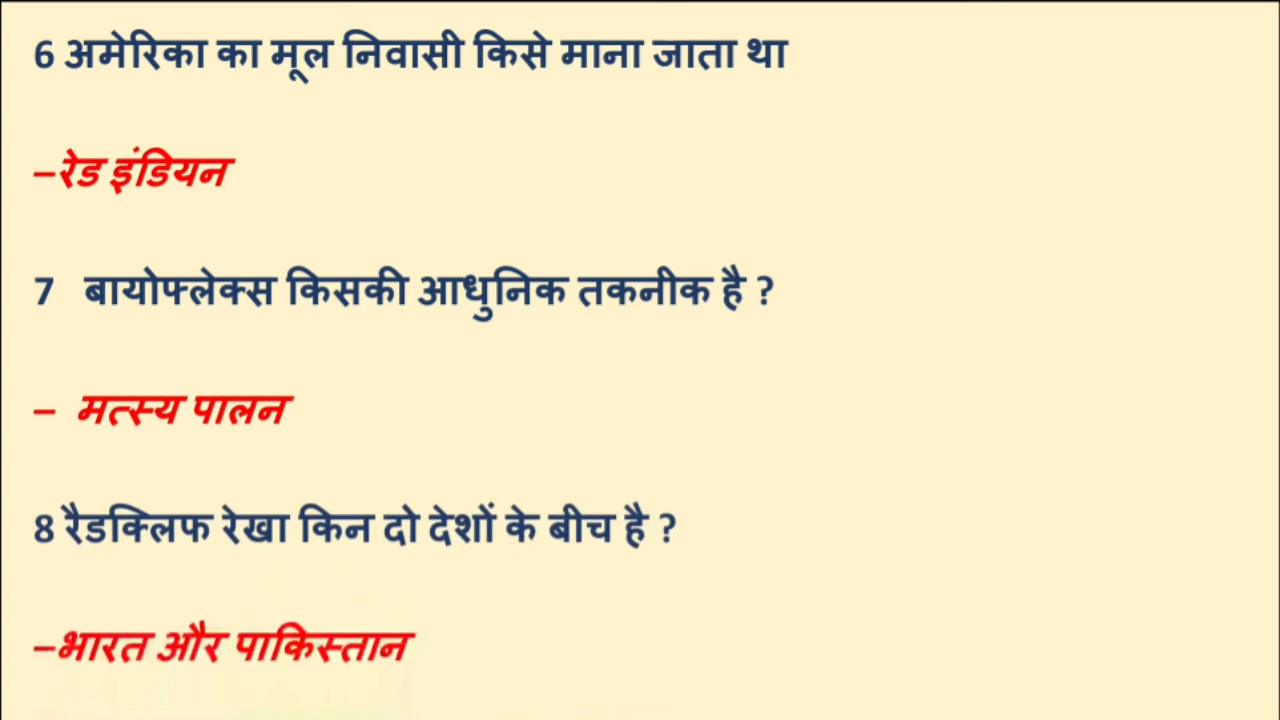 6 अमेरिका का मूल निवासी किसे माना जाता था
–रेड इंडियन
7 बायोफ्लेक्स किसकी आधुनिक तकनीक है ?
– मत्स्य पालन
8 रैडक्लिफ रेखा किन दो देशों के बीच है ?
–भारत और पाकिस्तान